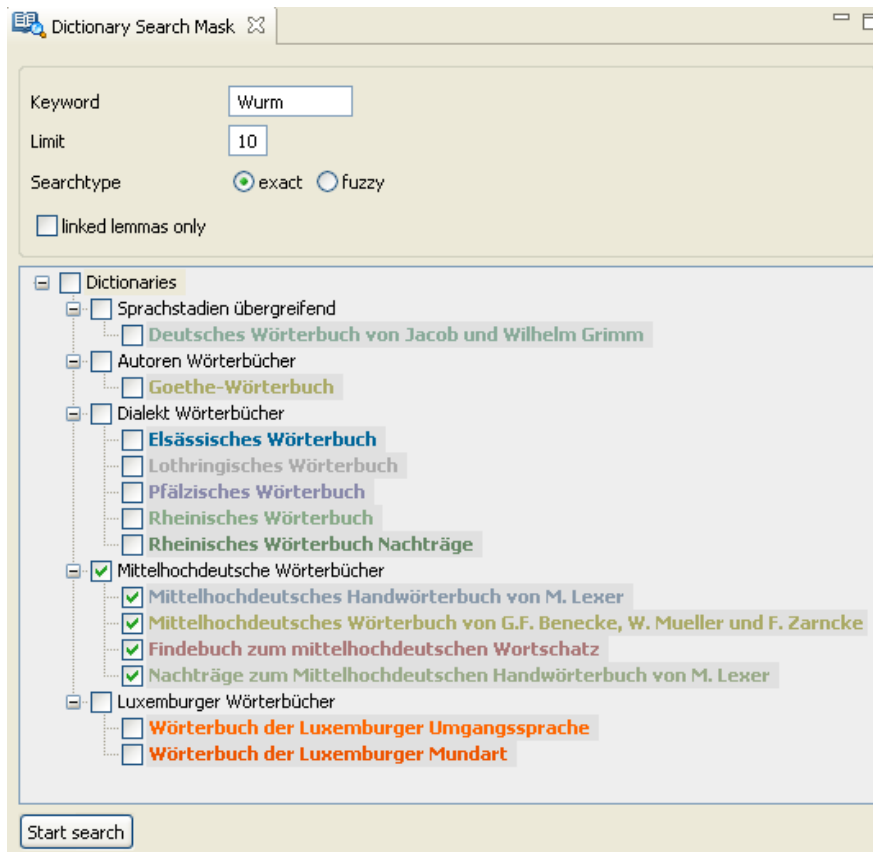 Dictionary Search Mask
Keyword Wurm
Limit 10
Searchtype exact fuzzy
linked lemmas only
Dictionaries
Sprachstadien übergreifend
Deutsches Wörterbuch von Jacob und Wilhelm Grimm
Autoren Wörterbücher
Goethe-Wörterbuch
Dialekt Wörterbücher
Elsässisches Wörterbuch
Lothringisches Wörterbuch
Pfälzisches Wörterbuch
Rheinisches Wörterbuch
Rheinisches Wörterbuch Nachträge
Mittelhochdeutsche Wörterbücher
Mittelhochdeutsches Handwörterbuch von M. Lexer
Mittelhochdeutsches Wörterbuch von G.F. Benecke, W. Mueller und F. Zarncke
Findebuch zum mittelhochdeutschen Wortschatz
Nachträge zum Mittelhochdeutschen Handwörterbuch von M. Lexer
Luxemburger Wörterbücher
Wörterbuch der Luxemburger Umgangssprache
Wörterbuch der Luxemburger Mundart
Start search